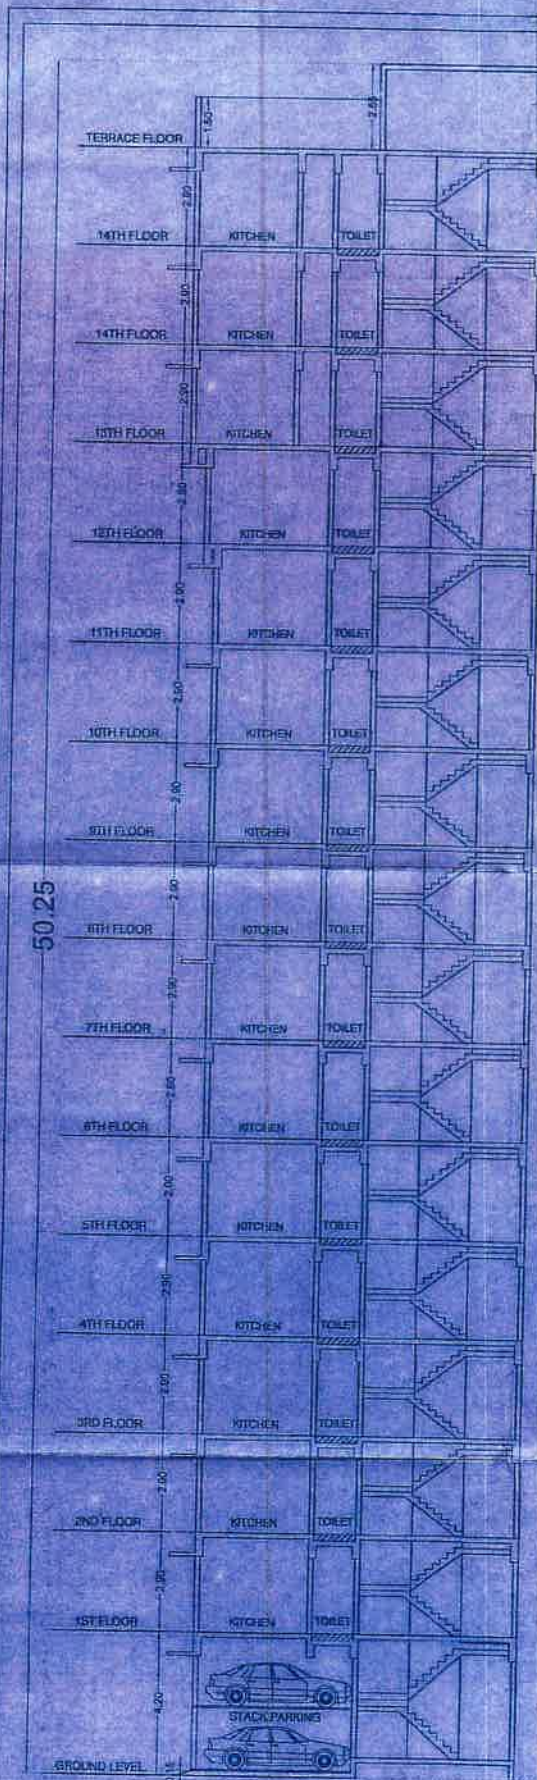 1.50
TERRACE FLOOR
2.90
14TH FLOOR KITCHEN TOILET
2.90
14TH FLOOR KITCHEN TOILET
2.90
13TH FLOOR KITCHEN TOILET
2.90
12TH FLOOR KITCHEN TOILET
2.90
11TH FLOOR KITCHEN TOILET
2.90
10TH FLOOR KITCHEN TOILET
2.90
9TH FLOOR KITCHEN TOILET
50.25
2.90
8TH FLOOR KITCHEN TOILET
2.90
7TH FLOOR KITCHEN TOILET
2.90
6TH FLOOR KITCHEN TOILET
2.90
5TH FLOOR KITCHEN TOILET
2.90
4TH FLOOR KITCHEN TOILET
2.90
3RD FLOOR KITCHEN TOILET
2.90
2ND FLOOR KITCHEN TOILET
2.90
1ST FLOOR KITCHEN TOILET
4.20
STACK PARKING
GROUND LEVEL